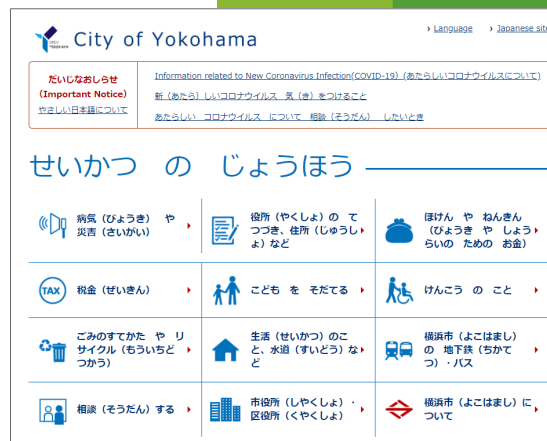 City of Yokohama
Language
Japanese site
だいじなおしらせ
(Important Notice)
やさしい日本語について
Information related to New Coronavirus Infection(COVID-19)（あたらしいコロナウイルスについて）
新（あたら）しいコロナウイルス　気（き）をつけること
あたらしい　コロナウイルス　について　相談（そうだん）　したいとき
せいかつ　の　じょうほう
病気（びょうき）　や
災害（さいがい）
役所（やくしょ）の　て
つづき、住所（じゅうし
ょ）など
ほけん　や　ねんきん
（びょうき　や　しょう
らいの　ための　お金）
TAX
税金（ぜいきん）
こども　を　そだてる
けんこう　の　こと
ごみのすてかた　や　リ
サイクル（もういちど
つかう）
生活（せいかつ）のこ
と、水道（すいどう）な
ど
横浜市（よこはまし）
の　地下鉄（ちかて
つ）・バス
相談（そうだん）する
市役所（しやくしょ）・
区役所（くやくしょ）
横浜市（よこはまし）に
ついて